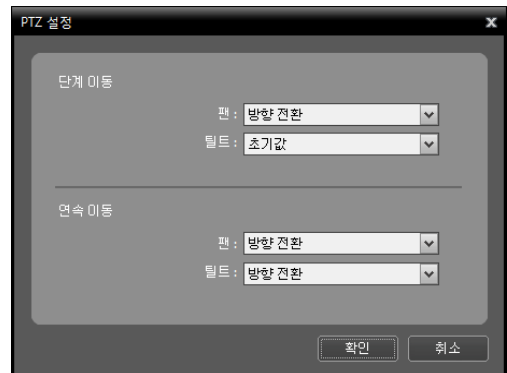 PTZ 설정 x
단계 이동
팬 : 방향 전환
틸트 : 초기값
연속 이동
팬 : 방향 전환
틸트 : 방향 전환
확인 취소